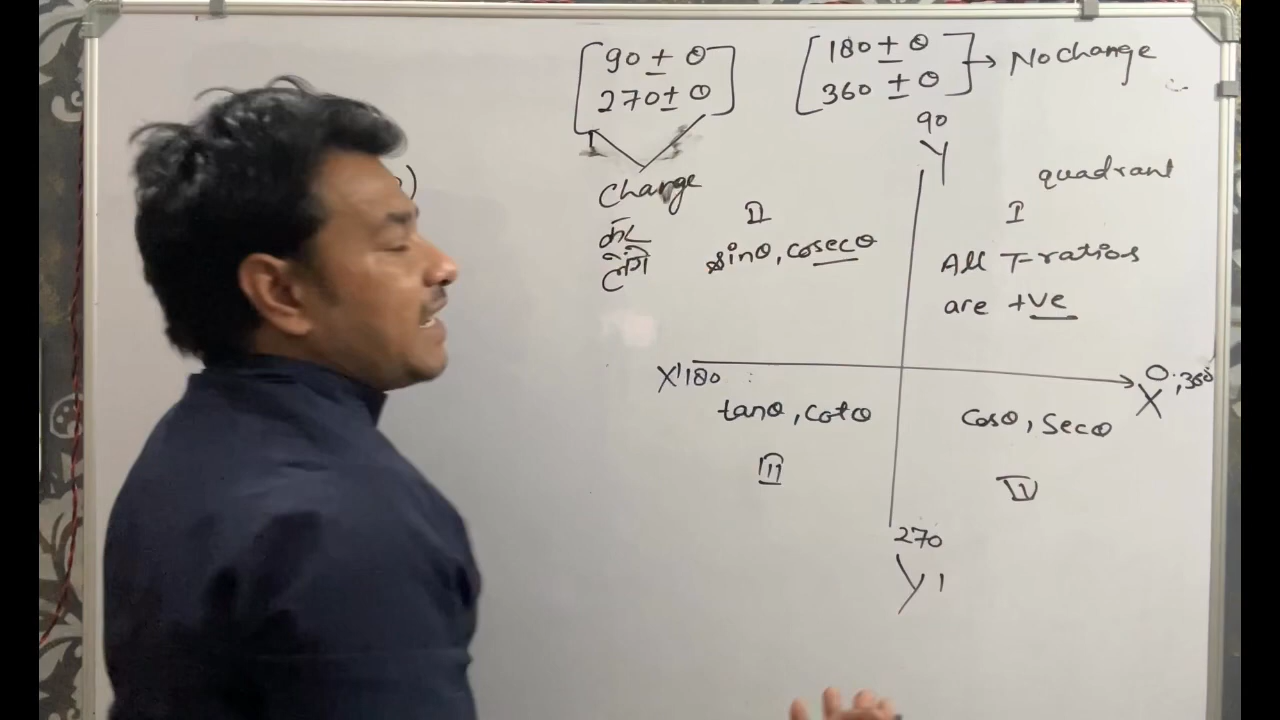 90 ± θ
270 ± θ
Change
कर
लेंगे
180 ± θ
360 ± θ
→ No change
90
Y
quadrant
II
sinθ, cosecθ
I
All T-ratios
are +ve
X' 180
0, 360
X
tanθ, cotθ
III
cosθ, secθ
IV
270
Y'